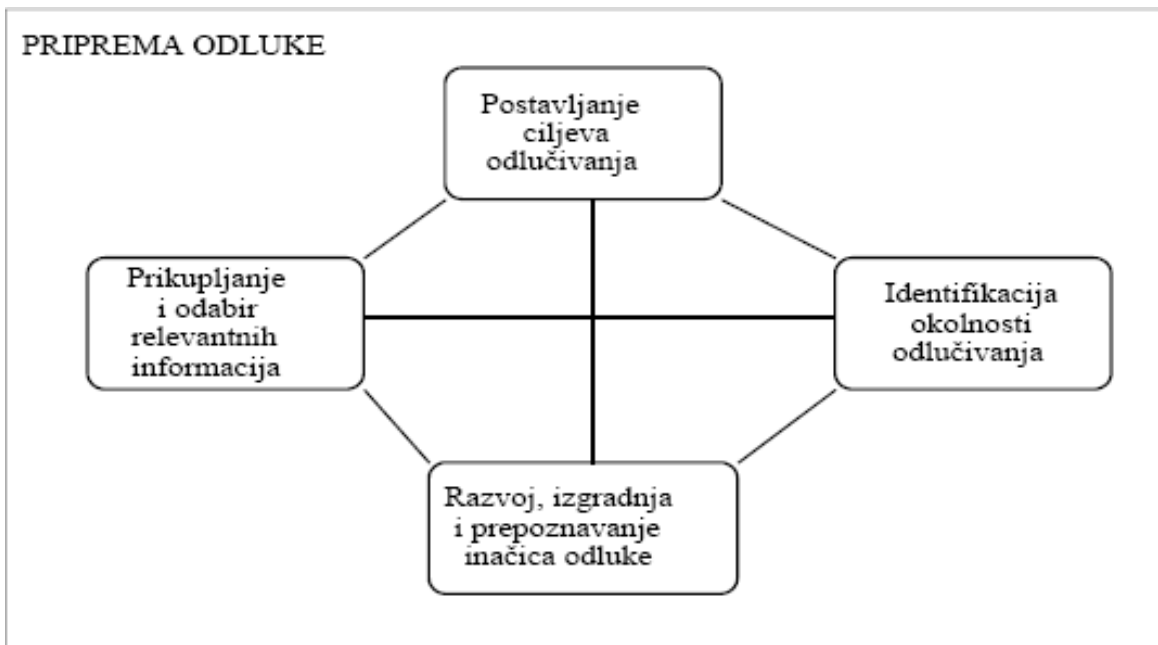 PRIPREMA ODLUKE
Postavljanje
ciljeva
odlučivanja
Prikupljanje
i odabir
relevantnih
informacija
Identifikacija
okolnosti
odlučivanja
Razvoj, izgradnja
i prepoznavanje
inačica odluke